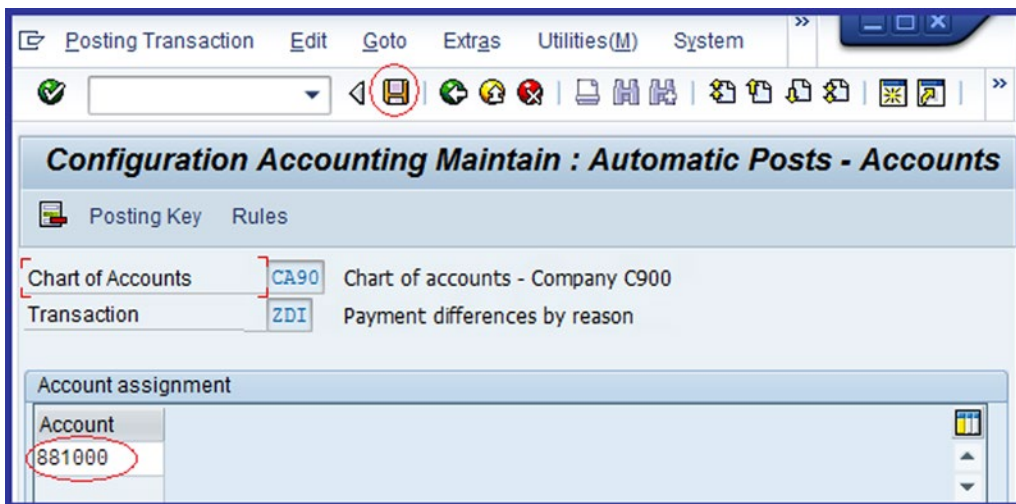 Posting Transaction Edit Goto Extras Utilities(M) System »
»
Configuration Accounting Maintain : Automatic Posts - Accounts
Posting Key Rules
Chart of Accounts CA90 Chart of accounts - Company C900
Transaction ZDI Payment differences by reason
Account assignment
Account
881000